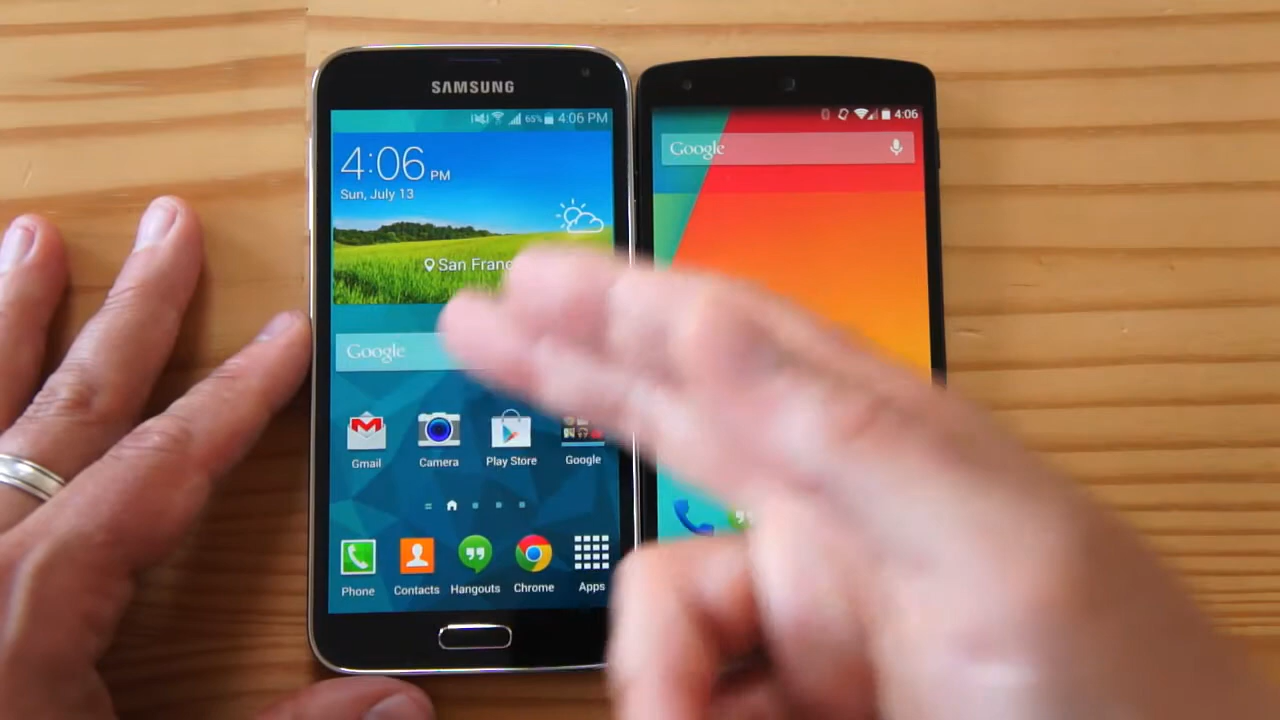 SAMSUNG
65% 4:06 PM
4:06 PM
Sun, July 13
San Franc
Google
Gmail Camera Play Store Google
Phone Contacts Hangouts Chrome Apps
4:06
Google